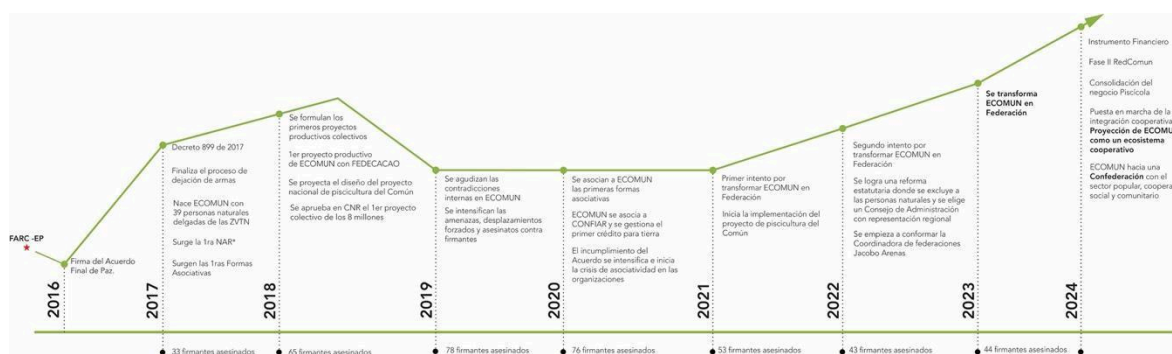 FARC -EP
2016
Firma del Acuerdo
Final de Paz.
2017
Decreto 899 de 2017
Finaliza el proceso de
dejación de armas
Nace ECOMUN con
39 personas naturales
delgadas de las ZVTN
Surge la 1ra NAR*
Surgen las 1ras Formas
Asociativas
33 firmantes asesinados
2018
Se formulan los
primeros proyectos
productivos colectivos
1er proyecto productivo
de ECOMUN con FEDECACAO
Se proyecta el diseño del proyecto
nacional de piscicultura del Común
Se aprueba en CNR el 1er proyecto
colectivo de los 8 millones
65 firmantes asesinados
2019
Se agudizan las
contradicciones
internas en ECOMUN
Se intensifican las
amenazas, desplazamientos
forzados y asesinatos contra
firmantes
78 firmantes asesinados
2020
Se asocian a ECOMUN
las primeras formas
asociativas
ECOMUN se asocia a
CONFIAR y se gestiona el
primer crédito para tierra
El incumplimiento del
Acuerdo se intensifica e inicia
la crisis de asociatividad en las
organizaciones
76 firmantes asesinados
2021
Primer intento por
transformar ECOMUN en
Federación
Inicia la implementación del
proyecto de piscicultura del
Común
53 firmantes asesinados
2022
Segundo intento por
transformar ECOMUN en
Federación
Se logra una reforma
estatutaria donde se excluye a
las personas naturales y se elige
un Consejo de Administración
con representación regional
Se empieza a conformar la
Coordinadora de federaciones
Jacobo Arenas
43 firmantes asesinados
2023
Se transforma
ECOMUN en
Federación
44 firmantes asesinados
2024
Instrumento Financiero
Fase II RedComun
Consolidación del
negocio Piscícola
Puesta en marcha de la
integración cooperativa
Proyección de ECOMU
como un ecosistema
cooperativo
ECOMUN hacia una
Confederación con el
sector popular, coopera
social y comunitario